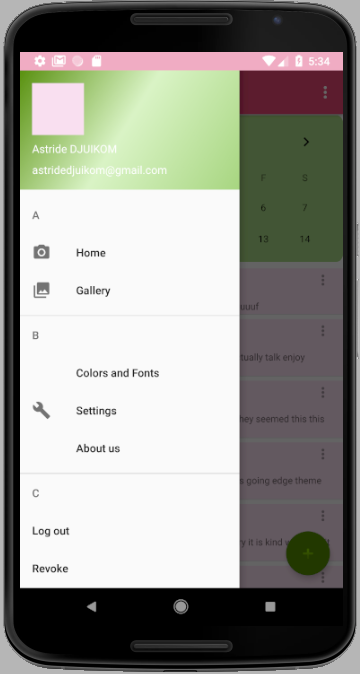 5:34
Astride DJUIKOM
astridedjuikom@gmail.com
F S
6 7
13 14
A
Home
Gallery
uuuf
B
tually talk enjoy
Colors and Fonts
Settings
hey seemed this this
About us
s going edge theme
C
Log out
ry it is kind
Revoke